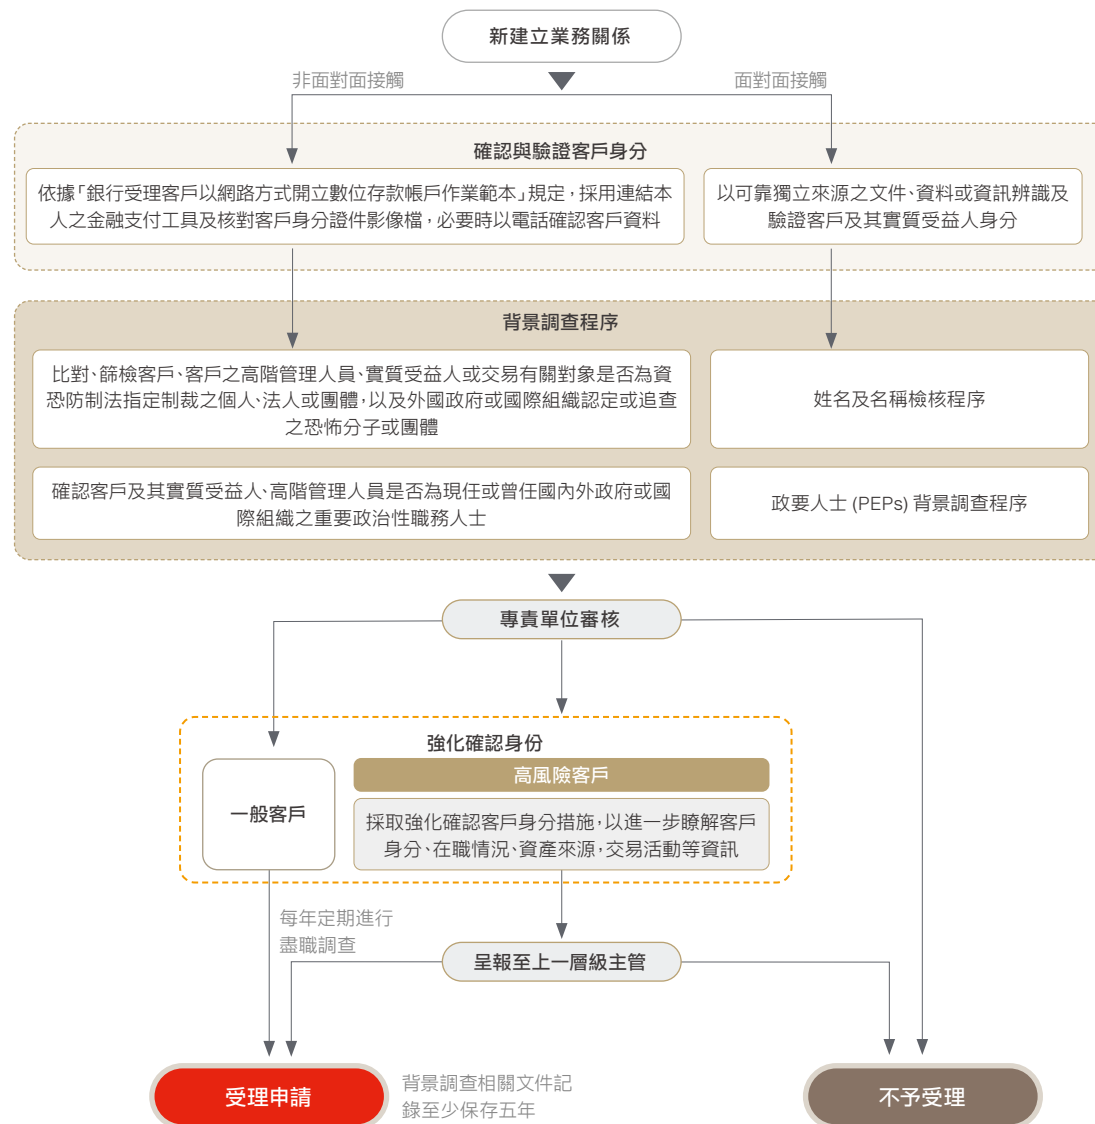 新建立業務關係
非面對面接觸
面對面接觸
確認與驗證客戶身分
依據「銀行受理客戶以網路方式開立數位存款帳戶作業範本」規定，採用連結本
人之金融支付工具及核對客戶身分證件影像檔，必要時以電話確認客戶資料
以可靠獨立來源之文件、資料或資訊辨識及
驗證客戶及其實質受益人身分
背景調查程序
比對、篩檢客戶、客戶之高階管理人員、實質受益人或交易有關對象是否為資
恐防制法指定制裁之個人、法人或團體，以及外國政府或國際組織認定或追查
之恐怖分子或團體
姓名及名稱檢核程序
確認客戶及其實質受益人、高階管理人員是否為現任或曾任國內外政府或國
際組織之重要政治性職務人士
政要人士 (PEPs) 背景調查程序
專責單位審核
強化確認身份
一般客戶
高風險客戶
採取強化確認客戶身分措施，以進一步瞭解客戶
身分、在職情況、資產來源，交易活動等資訊
每年定期進行
盡職調查
呈報至上一層級主管
受理申請
背景調查相關文件記
錄至少保存五年
不予受理